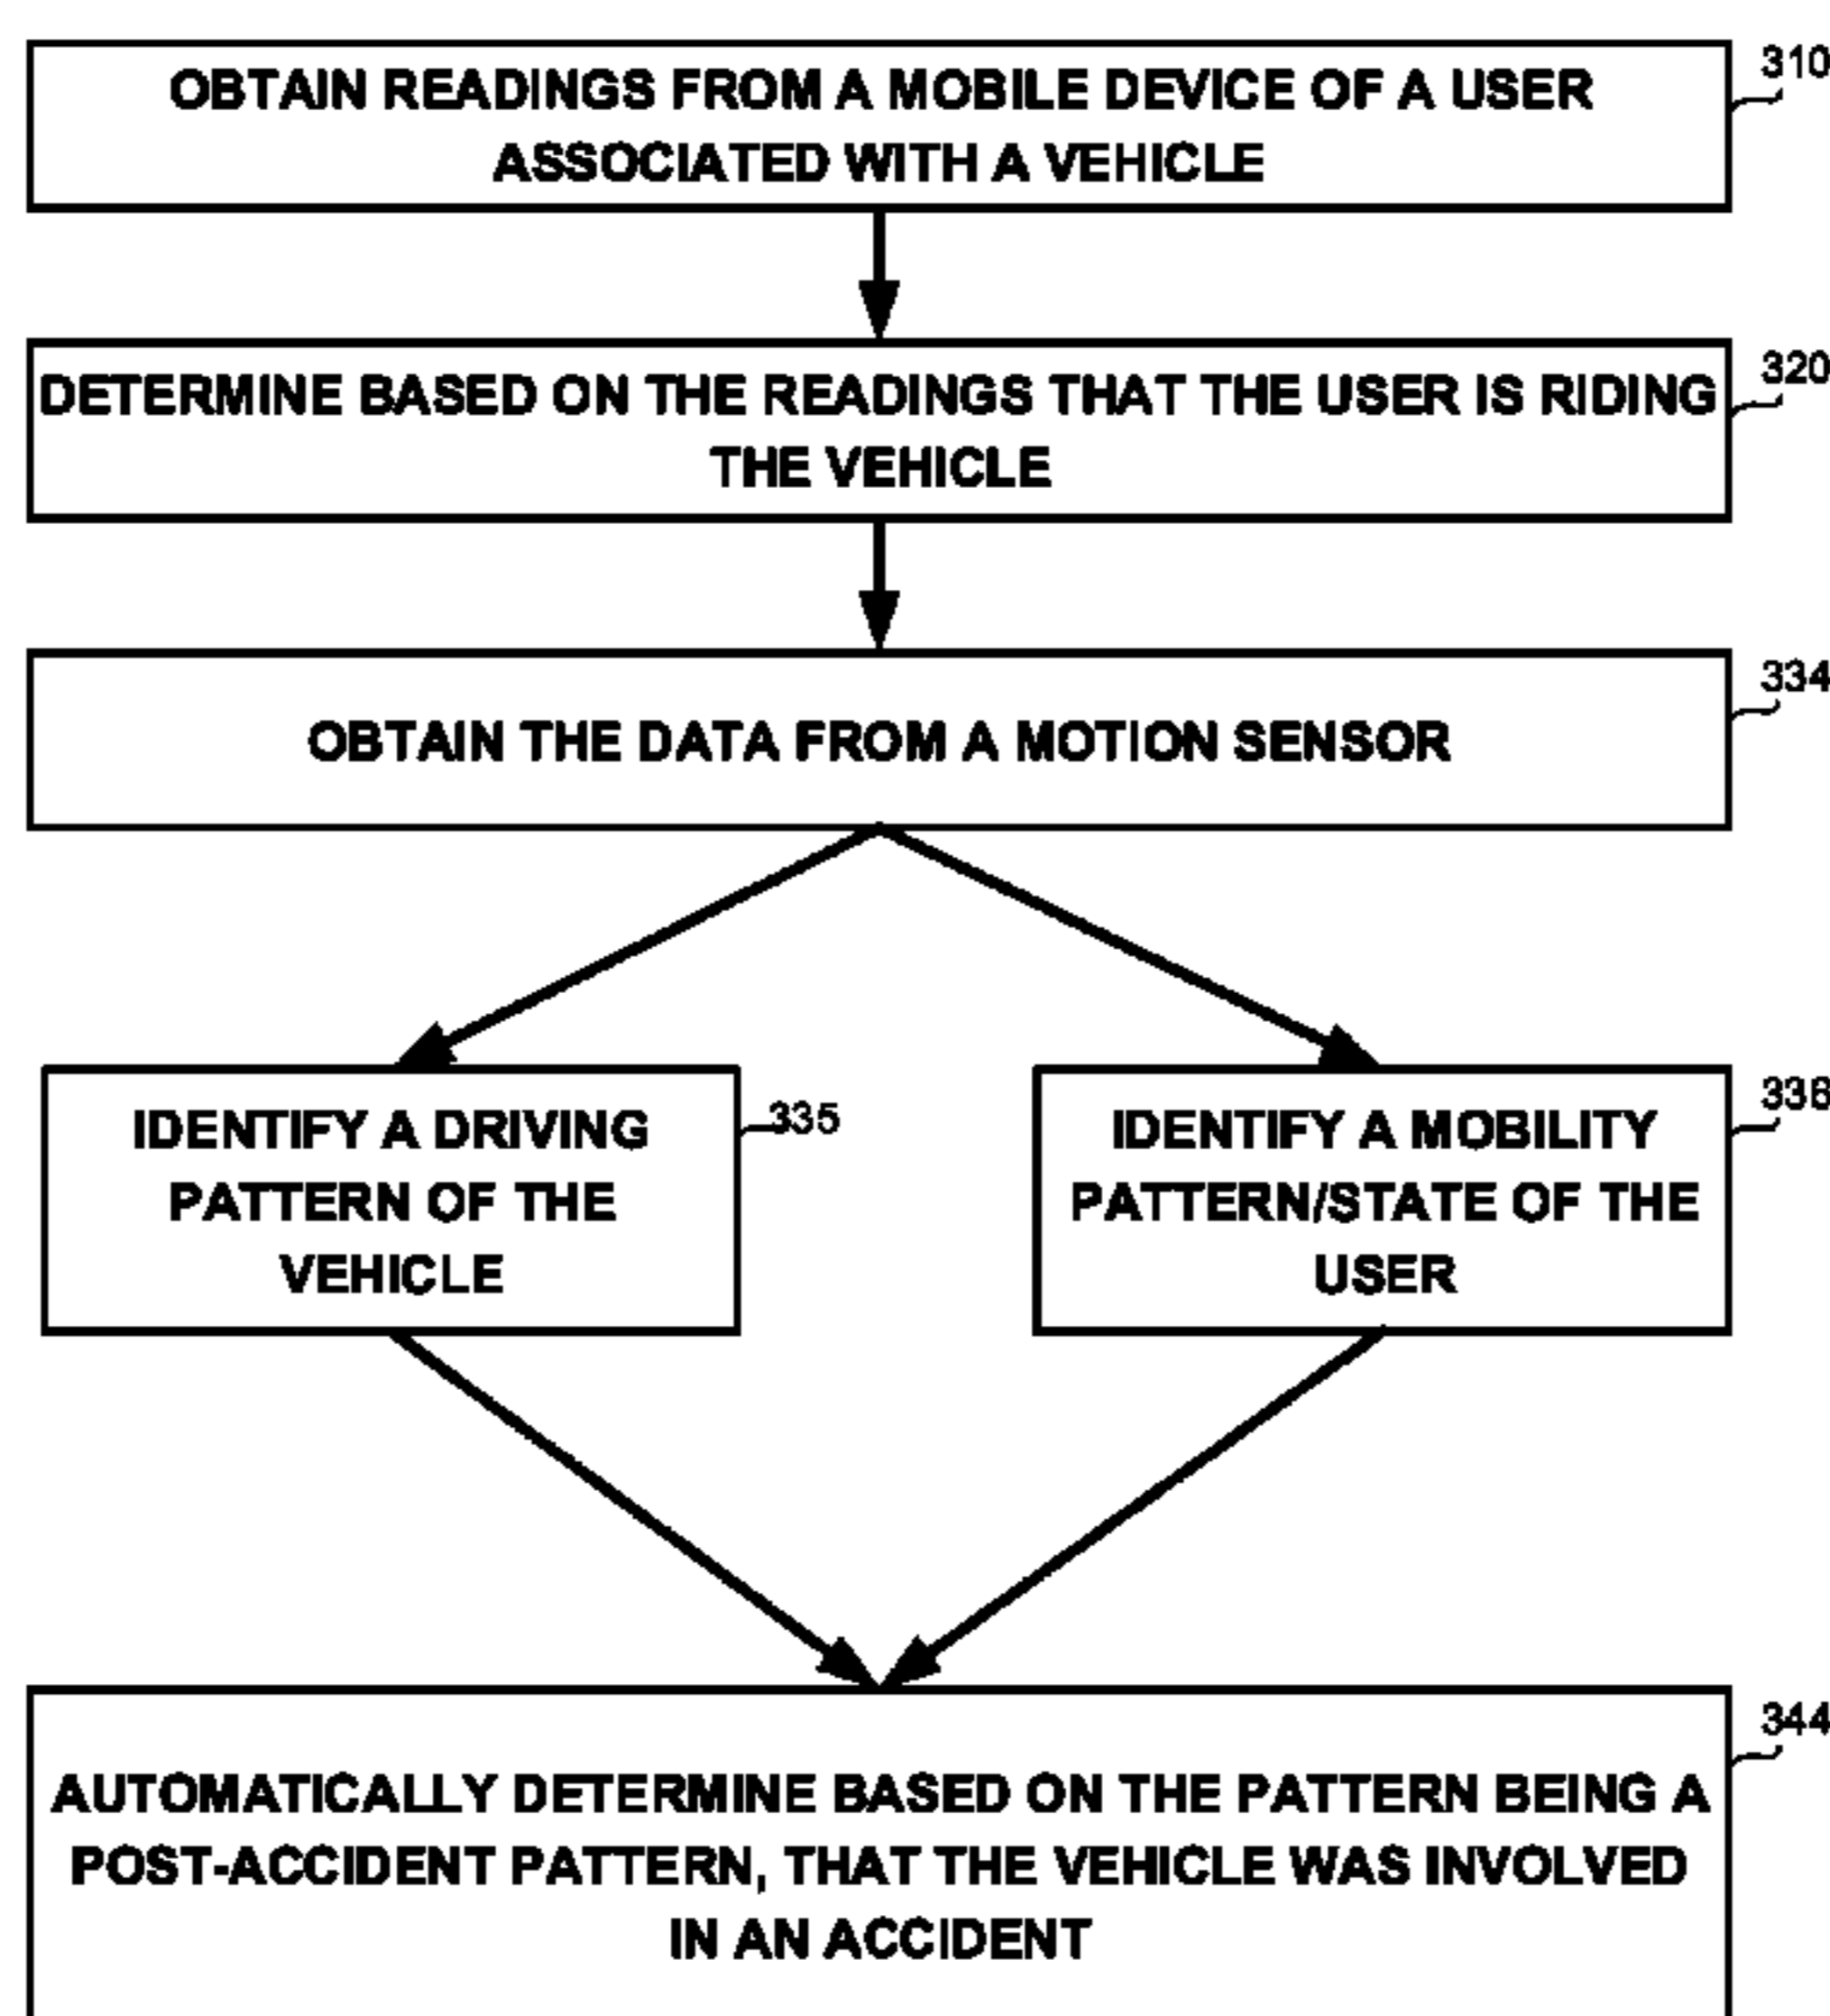 310
OBTAIN READINGS FROM A MOBILE DEVICE OF A USER
ASSOCIATED WITH A VEHICLE
320
DETERMINE BASED ON THE READINGS THAT THE USER IS RIDING
THE VEHICLE
334
OBTAIN THE DATA FROM A MOTION SENSOR
335
IDENTIFY A DRIVING
PATTERN OF THE
VEHICLE
336
IDENTIFY A MOBILITY
PATTERN/STATE OF THE
USER
344
AUTOMATICALLY DETERMINE BASED ON THE PATTERN BEING A
POST-ACCIDENT PATTERN, THAT THE VEHICLE WAS INVOLVED
IN AN ACCIDENT